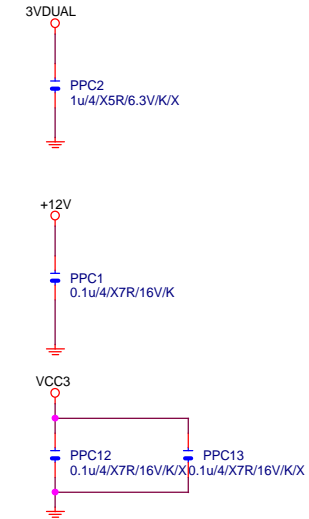 3VDUAL
PPC2
1u/4/X5R/6.3V/K/X
+12V
PPC1
0.1u/4/X7R/16V/K
VCC3
PPC12
PPC13
0.1u/4/X7R/16V/K/X
0.1u/4/X7R/16V/K/X